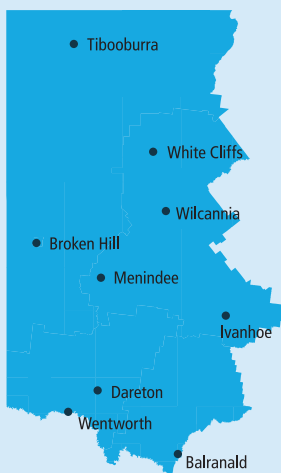 Tibooburra
White Cliffs
Wilcannia
Broken Hill
Menindee
Ivanhoe
Dareton
Wentworth
Balranald